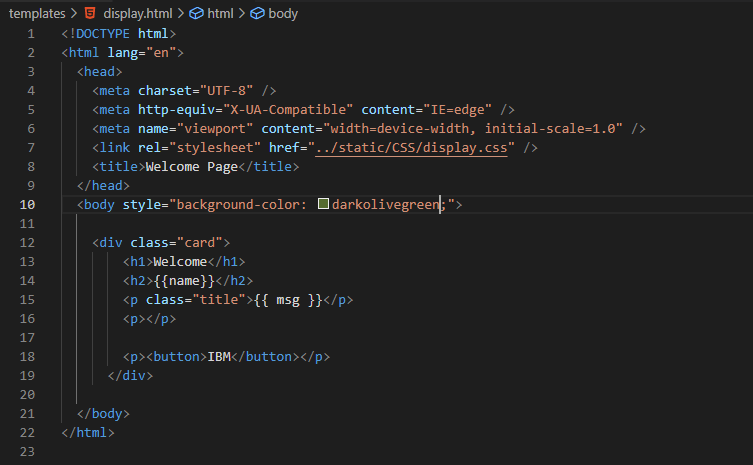 templates > display.html > html > body
1 <!DOCTYPE html>
2 <html lang="en">
3 <head>
4 <meta charset="UTF-8" />
5 <meta http-equiv="X-UA-Compatible" content="IE=edge" />
6 <meta name="viewport" content="width=device-width, initial-scale=1.0" />
7 <link rel="stylesheet" href="../static/CSS/display.css" />
8 <title>Welcome Page</title>
9 </head>
10 <body style="background-color: darkolivegreen;">
11
12 <div class="card">
13 <h1>Welcome</h1>
14 <h2>{{name}}</h2>
15 <p class="title">{{ msg }}</p>
16 <p></p>
17
18 <p><button>IBM</button></p>
19 </div>
20
21 </body>
22 </html>
23